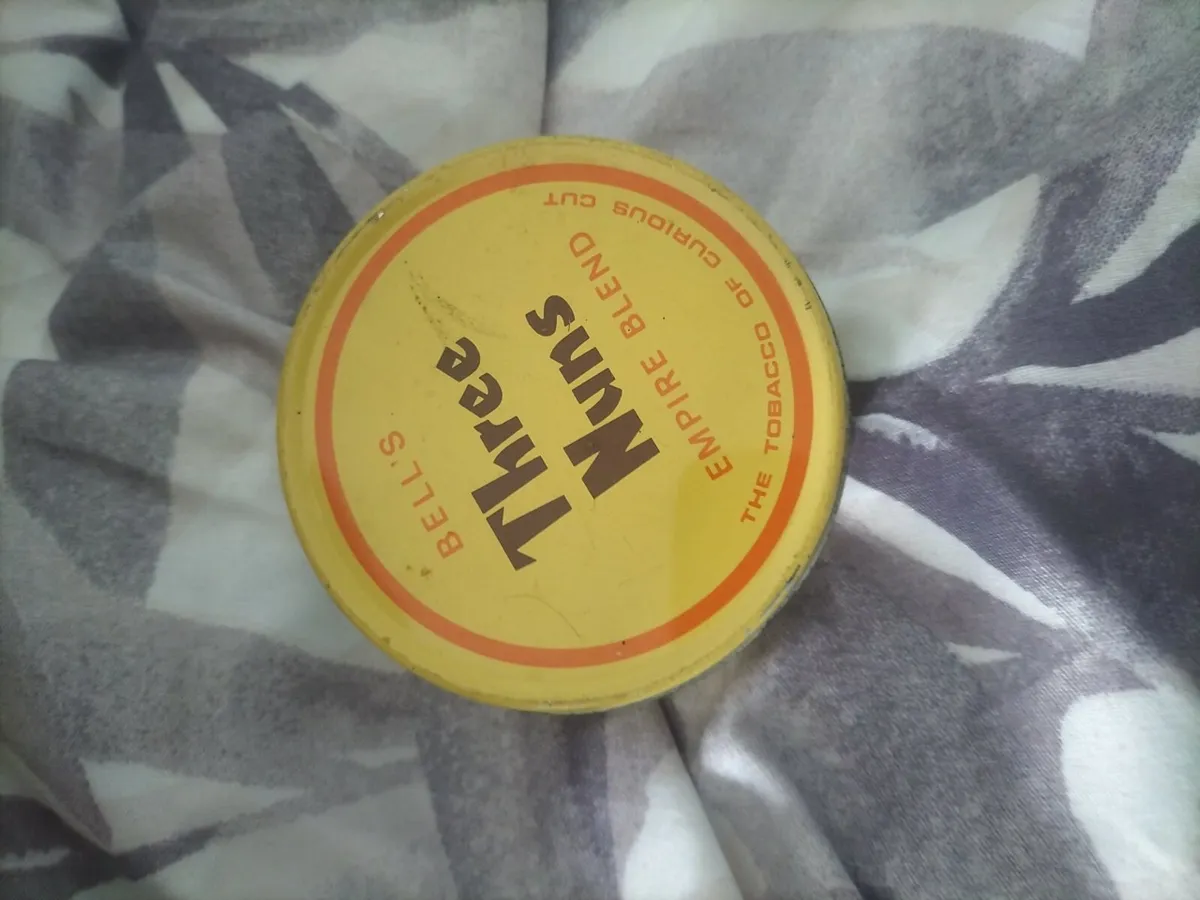 BELL'S
Three
Nuns
EMPIRE BLEND
THE TOBACCO OF CURIOUS CUT